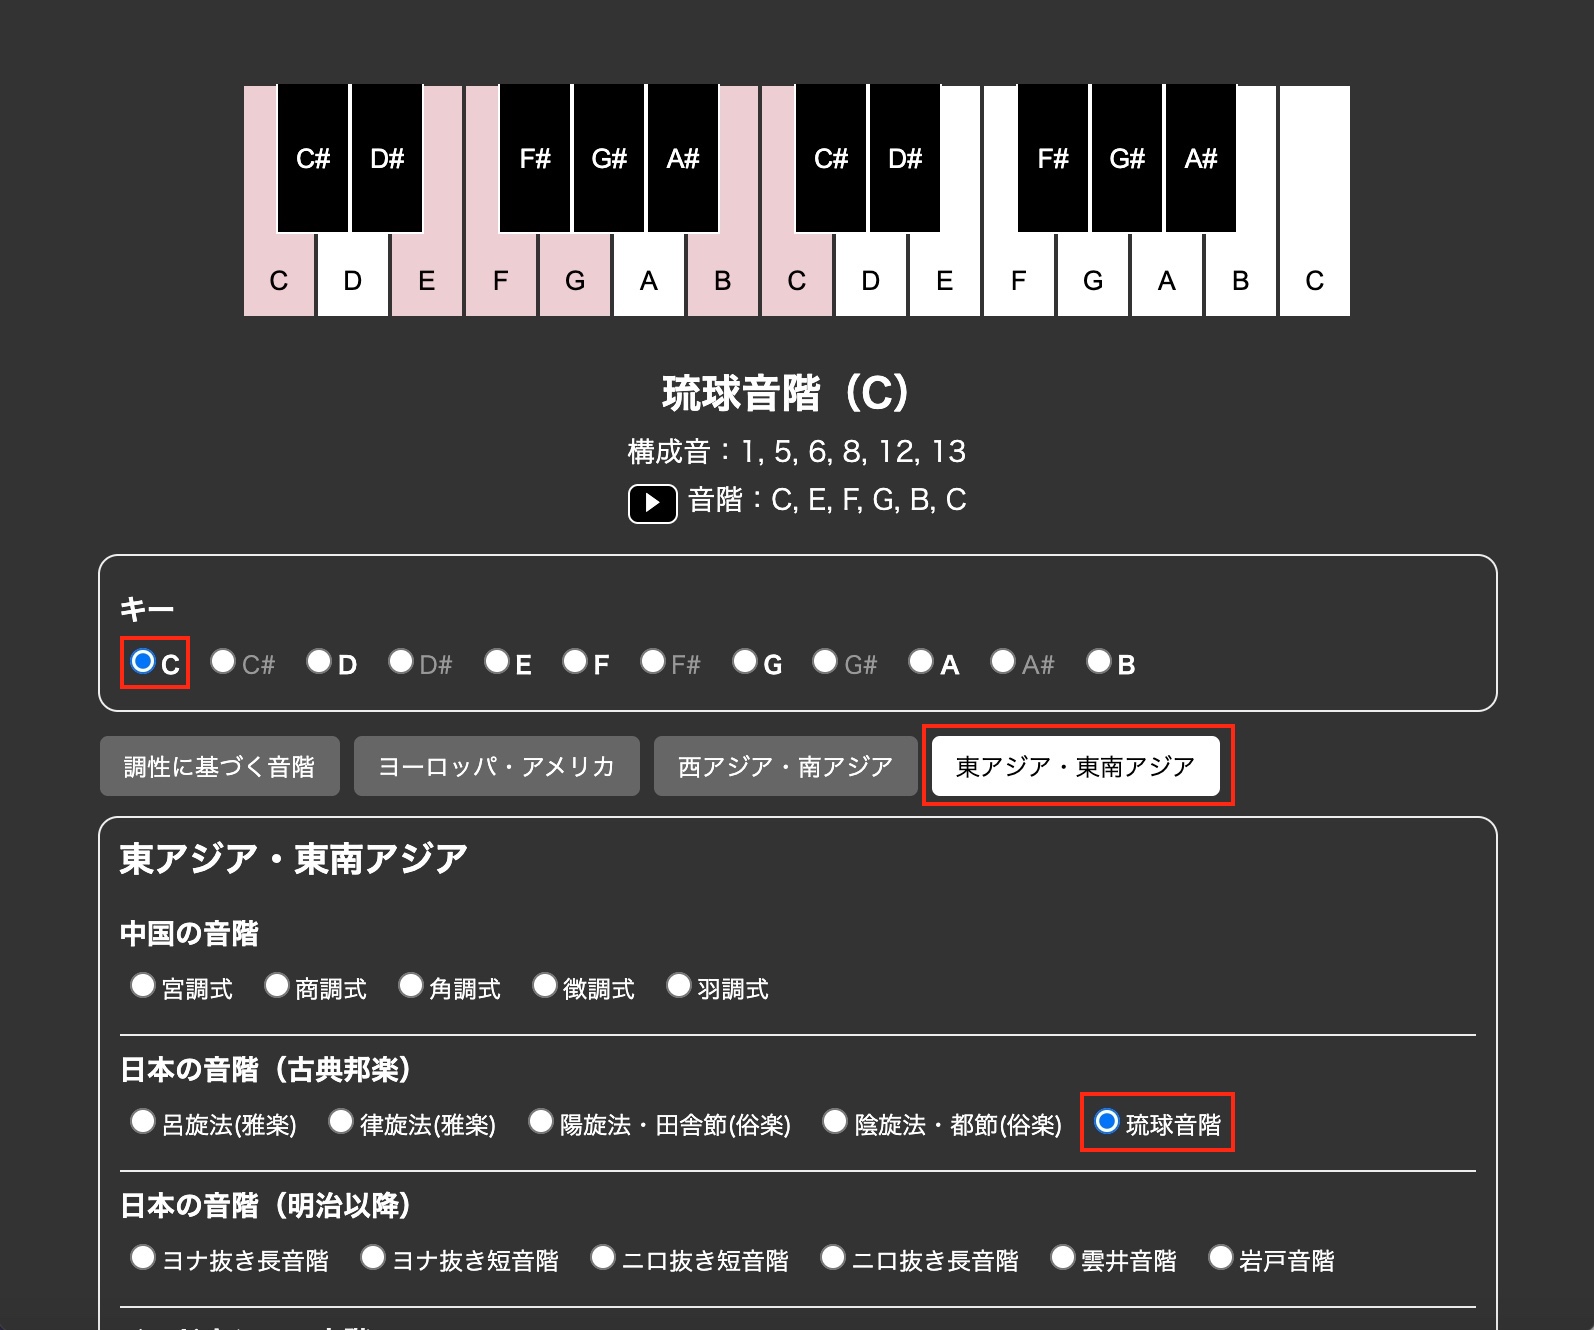 C# D# F# G# A# C# D# F# G# A#
C D E F G A B C D E F G A B C
琉球音階（C）
構成音：1, 5, 6, 8, 12, 13
音階：C, E, F, G, B, C
キー
C C# D D# E F F# G G# A A# B
調性に基づく音階 ヨーロッパ・アメリカ 西アジア・南アジア 東アジア・東南アジア
東アジア・東南アジア
中国の音階
宮調式 商調式 角調式 徴調式 羽調式
日本の音階（古典邦楽）
呂旋法(雅楽) 律旋法(雅楽) 陽旋法・田舎節(俗楽) 陰旋法・都節(俗楽) 琉球音階
日本の音階（明治以降）
ヨナ抜き長音階 ヨナ抜き短音階 ニロ抜き短音階 ニロ抜き長音階 雲井音階 岩戸音階